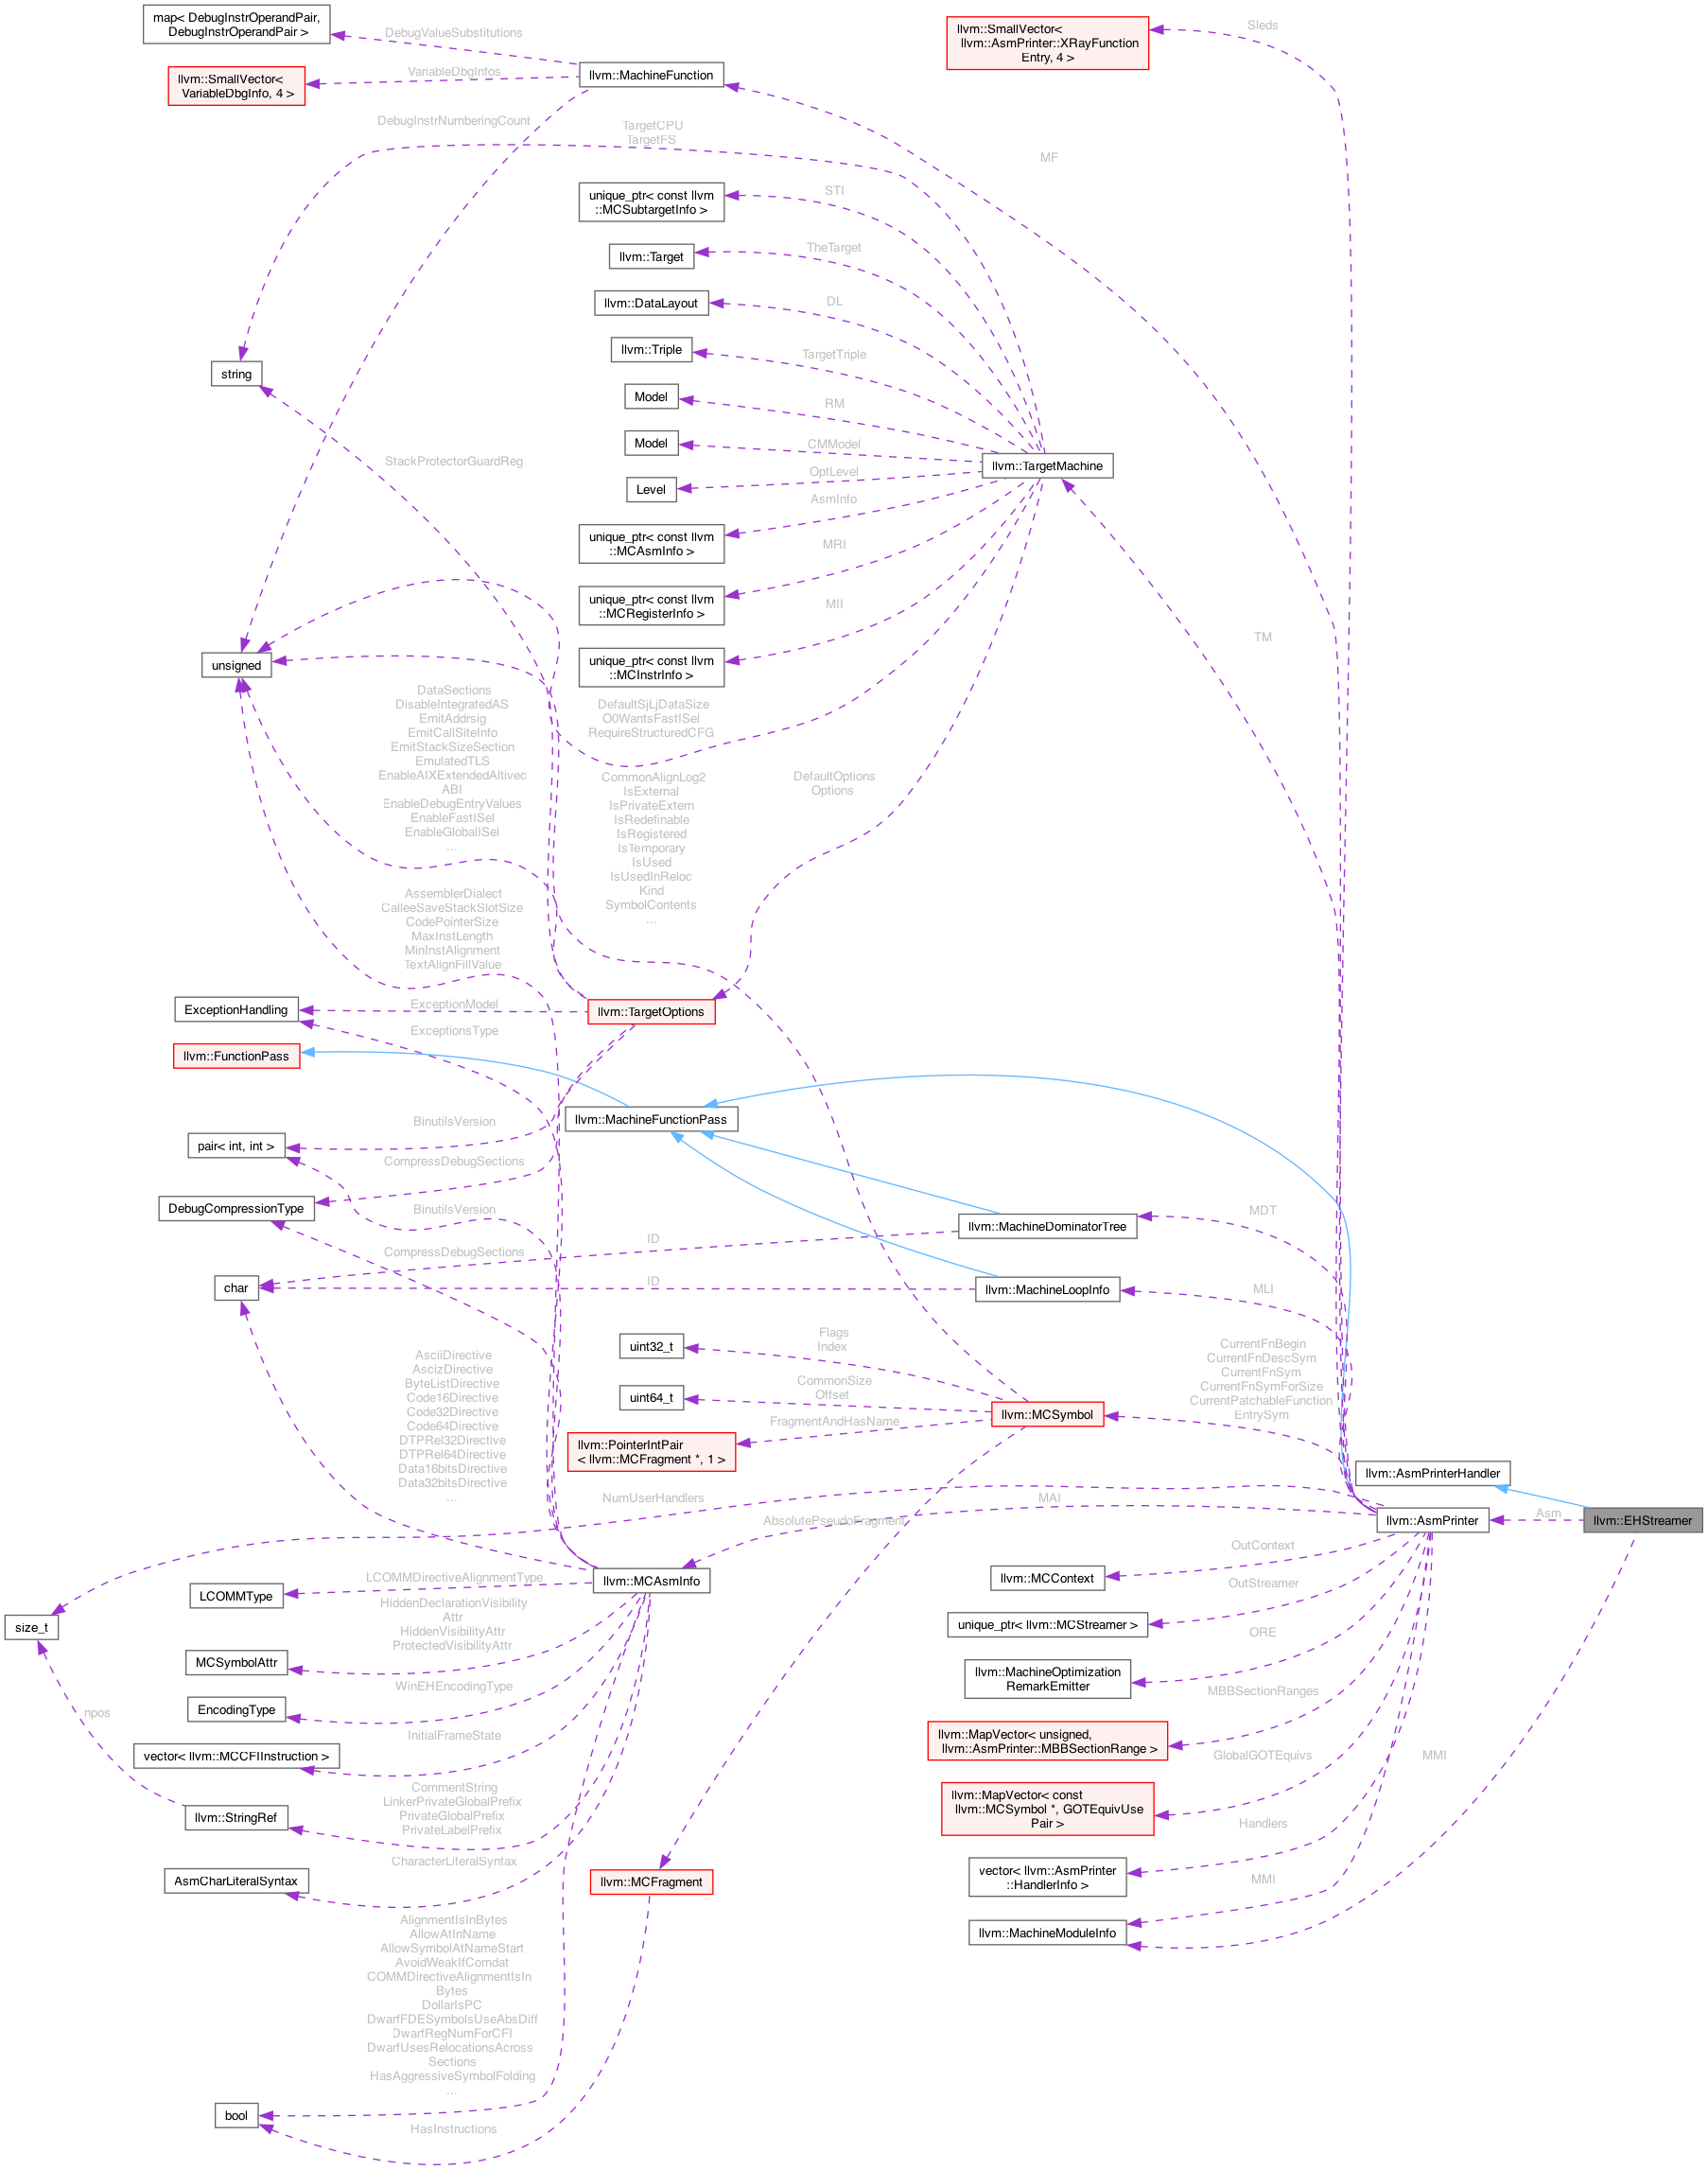 map< DebugInstrOperandPair,
DebugInstrOperandPair >
DebugValueSubstitutions
llvm::SmallVector<
llvm::AsmPrinter::XRayFunction
Entry, 4 >
Sleds
llvm::SmallVector<
VariableDbgInfo, 4 >
VariableDbgInfos
llvm::MachineFunction
DebugInstrNumberingCount
TargetCPU
TargetFS
MF
unique_ptr< const llvm
::MCSubtargetInfo >
STI
llvm::Target
TheTarget
llvm::DataLayout
DL
llvm::Triple
TargetTriple
string
Model
RM
Model
CMModel
StackProtectorGuardReg
llvm::TargetMachine
Level
OptLevel
AsmInfo
unique_ptr< const llvm
::MCAsmInfo >
MRI
unique_ptr< const llvm
::MCRegisterInfo >
MII
unique_ptr< const llvm
::MCInstrInfo >
TM
unsigned
DataSections
DisableIntegratedAS
EmitAddrsig
EmitCallSiteInfo
EmitStackSizeSection
EmulatedTLS
EnableAIXExtendedAltivec
ABI
EnableDebugEntryValues
EnableFastISel
EnableGlobalISel
...
DefaultSjLjDataSize
O0WantsFastISel
RequireStructuredCFG
CommonAlignLog2
IsExternal
IsPrivateExtern
IsRedefinable
IsRegistered
IsTemporary
IsUsed
IsUsedInReloc
Kind
SymbolContents
...
DefaultOptions
Options
AssemblerDialect
CalleeSaveStackSlotSize
CodePointerSize
MaxInstLength
MinInstAlignment
TextAlignFillValue
ExceptionHandling
ExceptionModel
llvm::TargetOptions
ExceptionsType
llvm::FunctionPass
llvm::MachineFunctionPass
BinutilsVersion
pair< int, int >
CompressDebugSections
DebugCompressionType
BinutilsVersion
llvm::MachineDominatorTree
MDT
ID
CompressDebugSections
char
ID
llvm::MachineLoopInfo
MLI
uint32_t
Flags
Index
uint64_t
CommonSize
Offset
llvm::MCSymbol
CurrentFnBegin
CurrentFnDescSym
CurrentFnSym
CurrentFnSymForSize
CurrentPatchableFunction
EntrySym
llvm::PointerIntPair
< llvm::MCFragment *, 1 >
FragmentAndHasName
AsciiDirective
AscizDirective
ByteListDirective
Code16Directive
Code32Directive
Code64Directive
DTPRel32Directive
DTPRel64Directive
Data16bitsDirective
Data32bitsDirective
...
llvm::AsmPrinterHandler
NumUserHandlers
MAI
AbsolutePseudoFragment
llvm::AsmPrinter
Asm
llvm::EHStreamer
OutContext
llvm::MCContext
LCOMMDirectiveAlignmentType
llvm::MCAsmInfo
LCOMMType
size_t
HiddenDeclarationVisibility
Attr
HiddenVisibilityAttr
ProtectedVisibilityAttr
MCSymbolAttr
OutStreamer
unique_ptr< llvm::MCStreamer >
ORE
llvm::MachineOptimization
RemarkEmitter
WinEHEncodingType
EncodingType
MBBSectionRanges
llvm::MapVector< unsigned,
llvm::AsmPrinter::MBBSectionRange >
npos
InitialFrameState
vector< llvm::MCCFIInstruction >
GlobalGOTEquivs
MMI
llvm::MapVector< const
llvm::MCSymbol *, GOTEquivUse
Pair >
CommentString
LinkerPrivateGlobalPrefix
PrivateGlobalPrefix
PrivateLabelPrefix
llvm::StringRef
Handlers
vector< llvm::AsmPrinter
::HandlerInfo >
CharacterLiteralSyntax
AsmCharLiteralSyntax
llvm::MCFragment
MMI
llvm::MachineModuleInfo
AlignmentIsInBytes
AllowAtInName
AllowSymbolAtNameStart
AvoidWeakIfComdat
COMMDirectiveAlignmentIsIn
Bytes
DollarIsPC
DwarfFDESymbolsUseAbsDiff
DwarfRegNumForCFI
DwarfUsesRelocationsAcross
Sections
HasAggressiveSymbolFolding
...
bool
HasInstructions